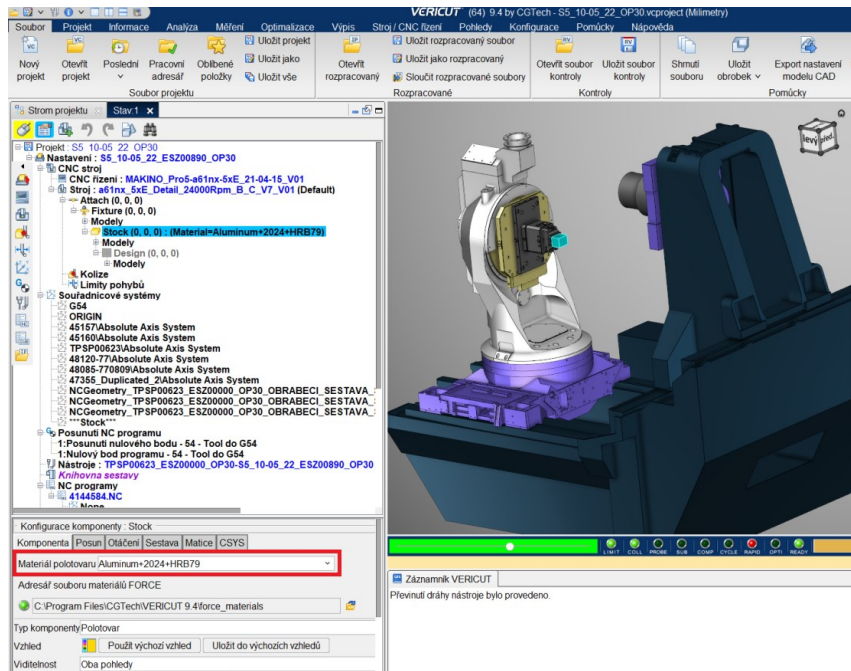 VERICUT (64) 9.4 by CGTech - S5_10-05_22_OP30.vcproject (Milimetry)
Soubor Projekt Informace Analýza Měření Optimalizace Výpis Stroj / CNC řízení Pohledy Konfigurace Pomůcky Nápověda
Nový projekt
Otevřít projekt
Poslední
Pracovní adresář
Oblíbené položky
Uložit projekt
Uložit jako
Uložit vše
Soubor projektu
Otevřít rozpracovaný
Uložit rozpracovaný soubor
Uložit jako rozpracovaný
Sloučit rozpracované soubory
Rozpracované
Otevřít soubor kontroly
Uložit soubor kontroly
Kontroly
Shrnutí souboru
Uložit obrobek
Export nastavení modelu CAD
Pomůcky
Strom projektu
Stav:1
Projekt : S5_10-05_22_OP30
Nastavení : S5_10-05_22_ESZ00890_OP30
CNC stroj
CNC řízení : MAKINO_Pro5-a61nx-5xE_21-04-15_V01
Stroj : a61nx_5xE_Detail_24000Rpm_B_C_V7_V01 (Default)
Attach (0, 0, 0)
Fixture (0, 0, 0)
Modely
Stock (0, 0, 0) : (Material=Aluminum+2024+HRB79)
Modely
Design (0, 0, 0)
Modely
Kolize
Limity pohybů
Souřadnicové systémy
G54
ORIGIN
45157\Absolute Axis System
45160\Absolute Axis System
TPSP00623\Absolute Axis System
48120-77\Absolute Axis System
48085-770809\Absolute Axis System
47355_Duplicated_2\Absolute Axis System
NCGeometry_TPSP00623_ESZ00000_OP30_OBRABECI_SESTAVA_
NCGeometry_TPSP00623_ESZ00000_OP30_OBRABECI_SESTAVA_
NCGeometry_TPSP00623_ESZ00000_OP30_OBRABECI_SESTAVA_
***Stock***
Posunutí NC programu
1:Posunutí nulového bodu - 54 - Tool do G54
1:Nulový bod programu - 54 - Tool do G54
Nástroje : TPSP00623_ESZ00000_OP30-S5_10-05_22_ESZ00890_OP30
Knihovna sestavy
NC programy
4144584.NC
None
levý
před.
Konfigurace komponenty : Stock
Komponenta Posun Otáčení Sestava Matice CSYS
Materiál polotovaru Aluminum+2024+HRB79
Adresář souboru materiálů FORCE
C:\Program Files\CGTech\VERICUT 9.4\force_materials
Typ komponenty Polotovar
Vzhled Použít výchozí vzhled Uložit do výchozích vzhledů
Viditelnost Oba pohledy
LIMIT COLL PROBE SUB COMP CYCLE RAPID OPTI READY
Záznamník VERICUT
Převinutí dráhy nástroje bylo provedeno.